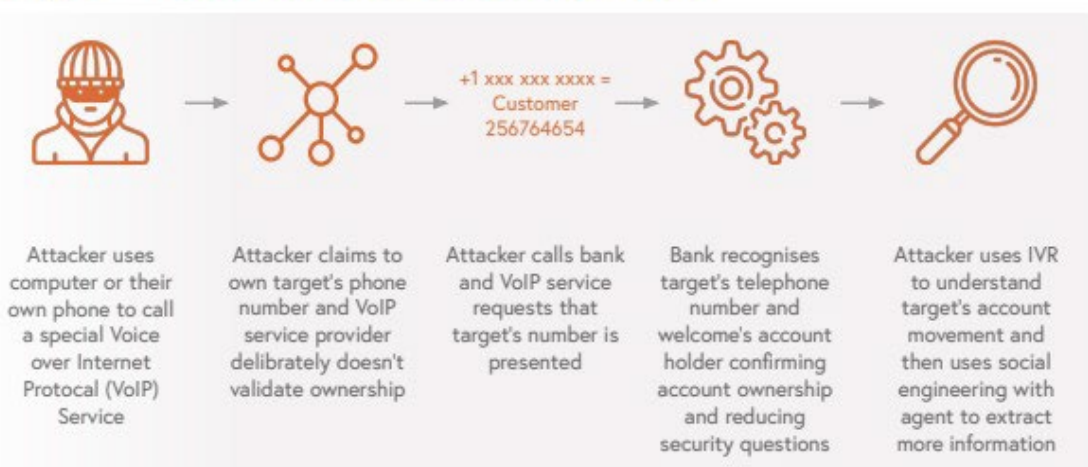 +1 xxx xxx xxxx =
Customer
256764654
Attacker uses
computer or their
own phone to call
a special Voice
over Internet
Protocal (VoIP)
Service
Attacker claims to
own target's phone
number and VoIP
service provider
delibrately doesn't
validate ownership
Attacker calls bank
and VoIP service
requests that
target's number is
presented
Bank recognises
target's telephone
number and
welcome's account
holder confirming
account ownership
and reducing
security questions
Attacker uses IVR
to understand
target's account
movement and
then uses social
engineering with
agent to extract
more information